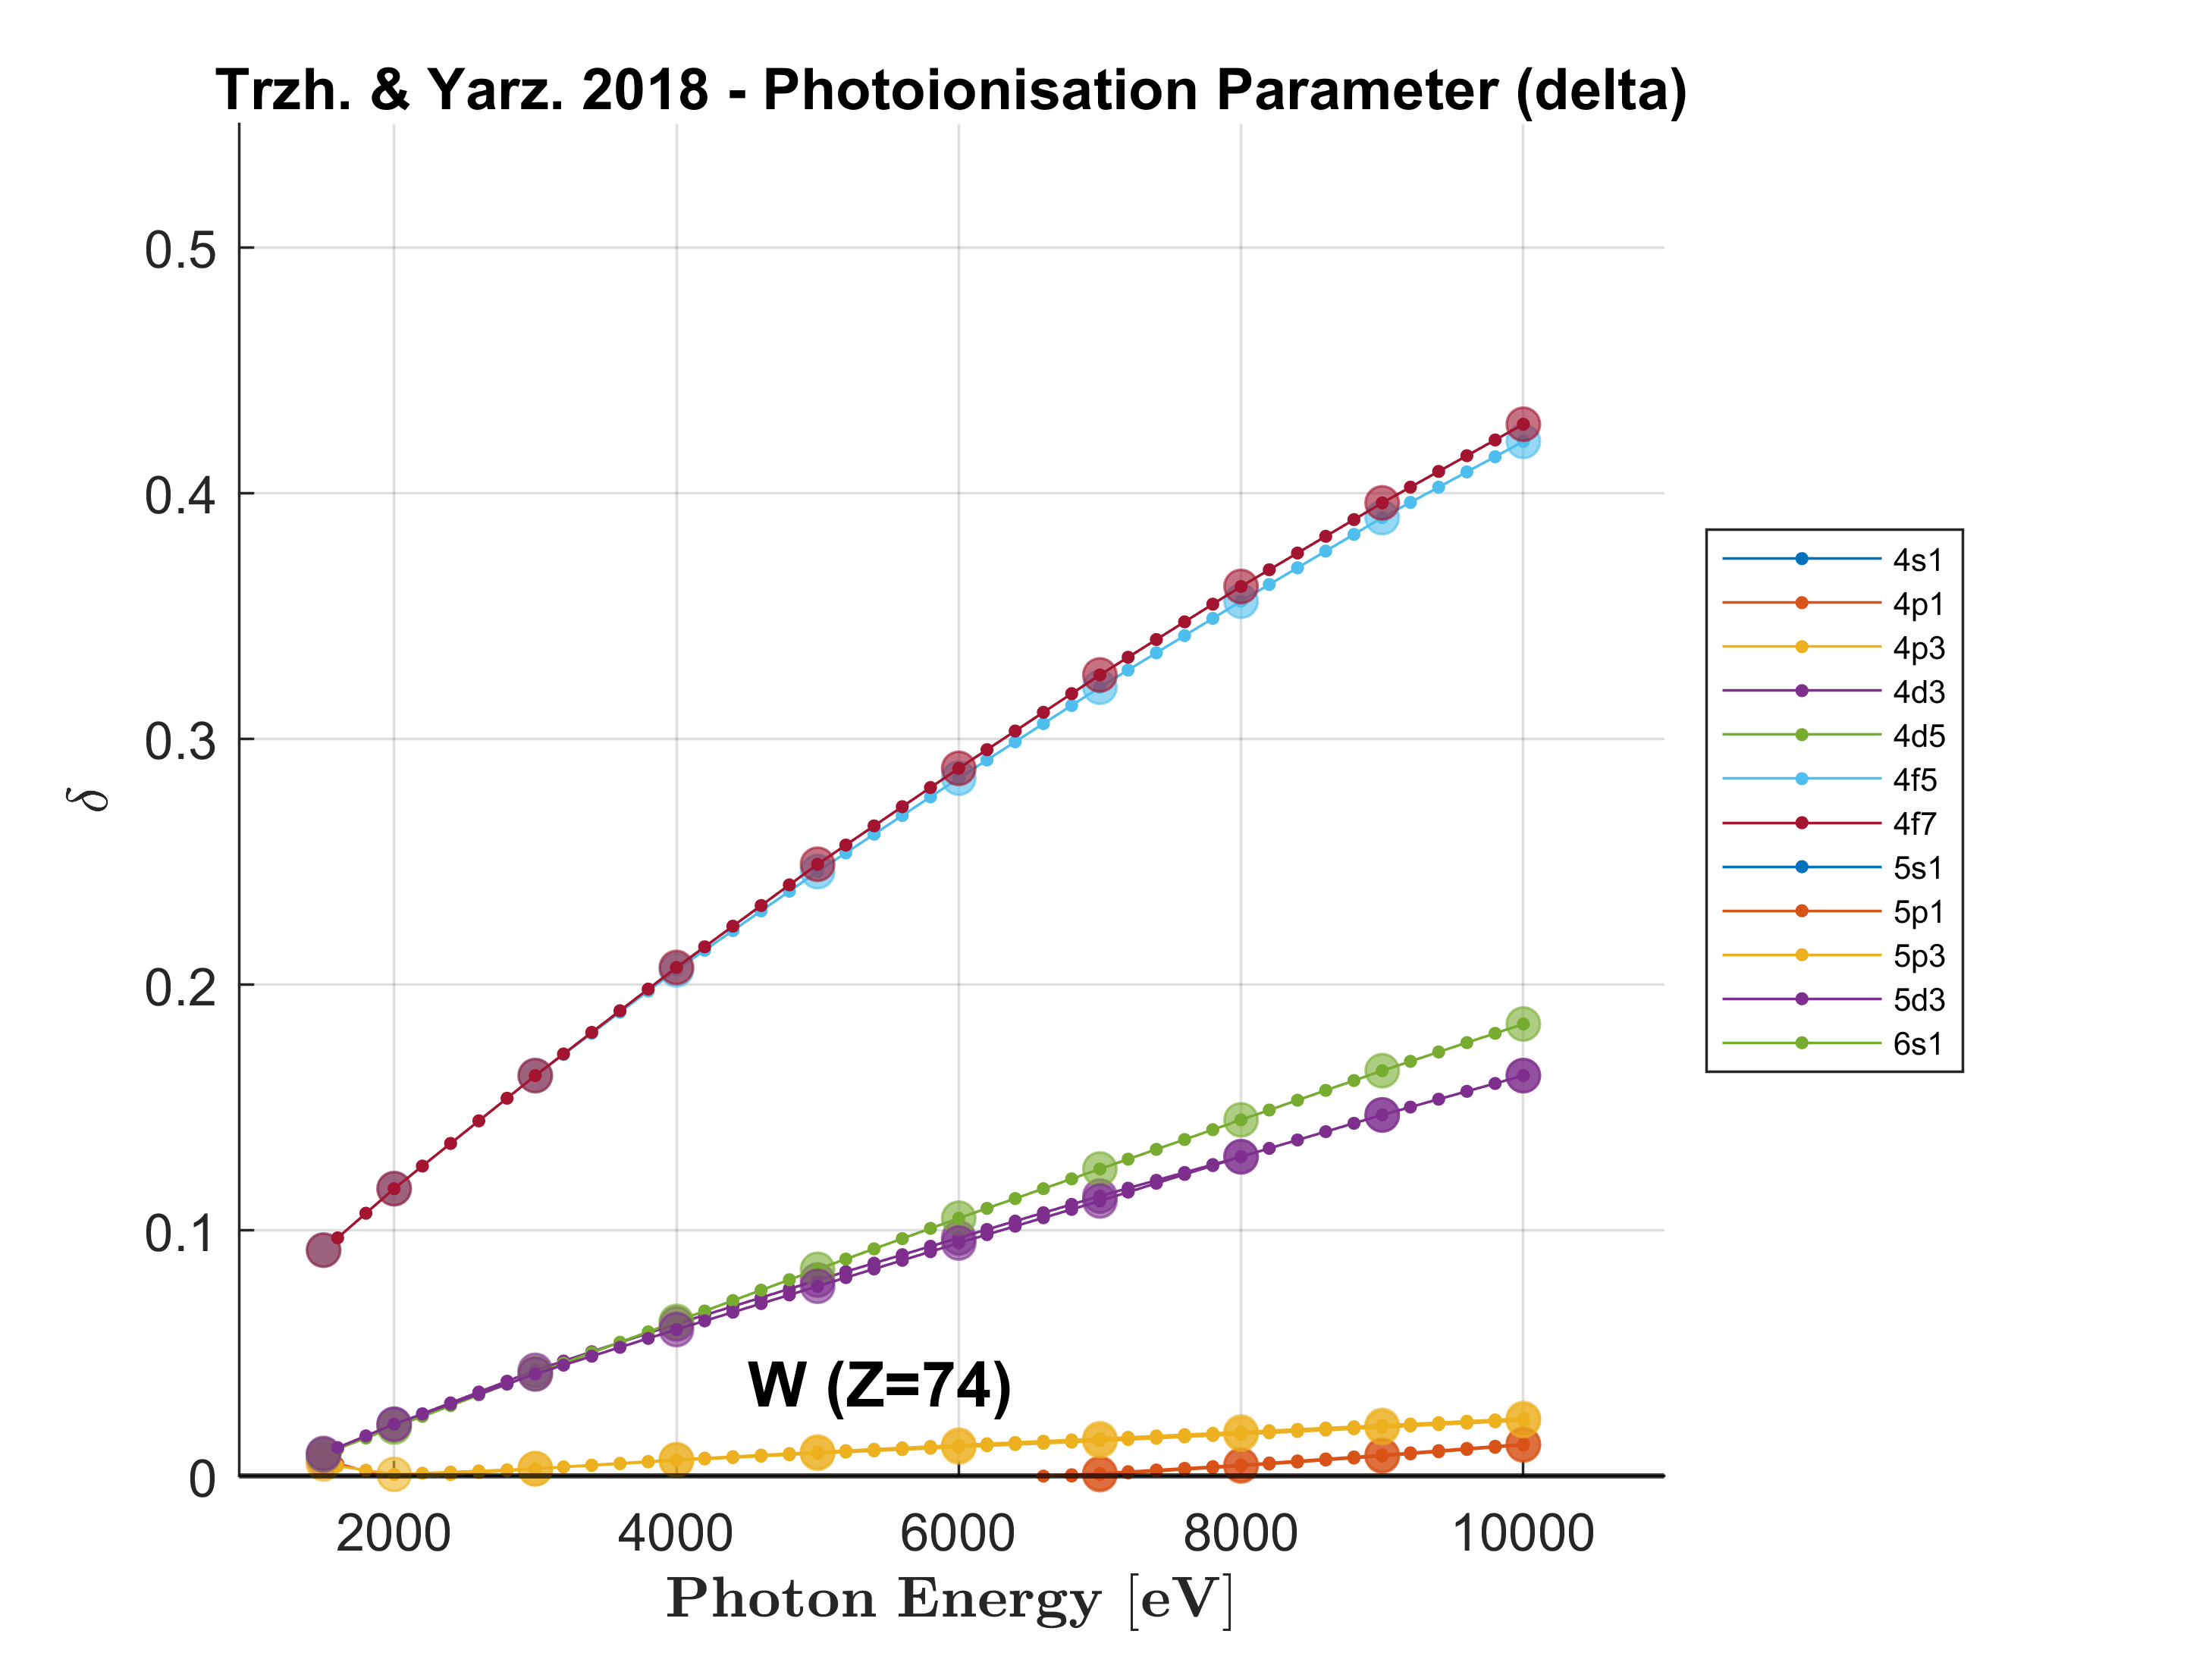 Trzh. & Yarz. 2018 - Photoionisation Parameter (delta)
0.5
0.4
0.3
0.2
0.1
0
δ
2000 4000 6000 8000 10000
Photon Energy [eV]
W (Z=74)
4s1
4p1
4p3
4d3
4d5
4f5
4f7
5s1
5p1
5p3
5d3
6s1